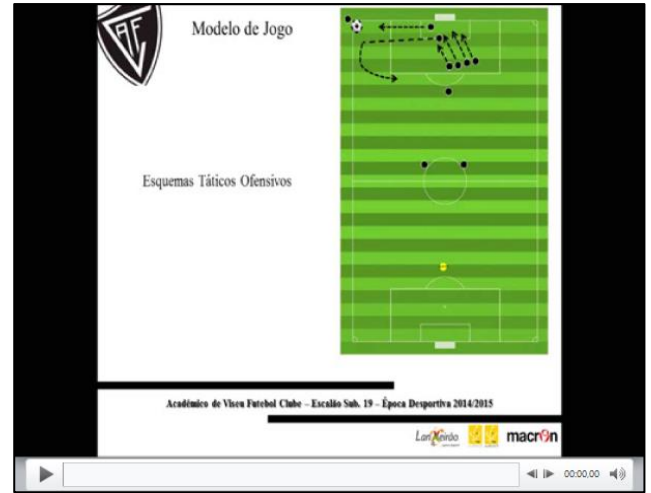 Modelo de Jogo
Esquemas Táticos Ofensivos
Académico de Viseu Futebol Clube – Escalão Sub. 19 – Época Desportiva 2014/2015
macron
00:00,00